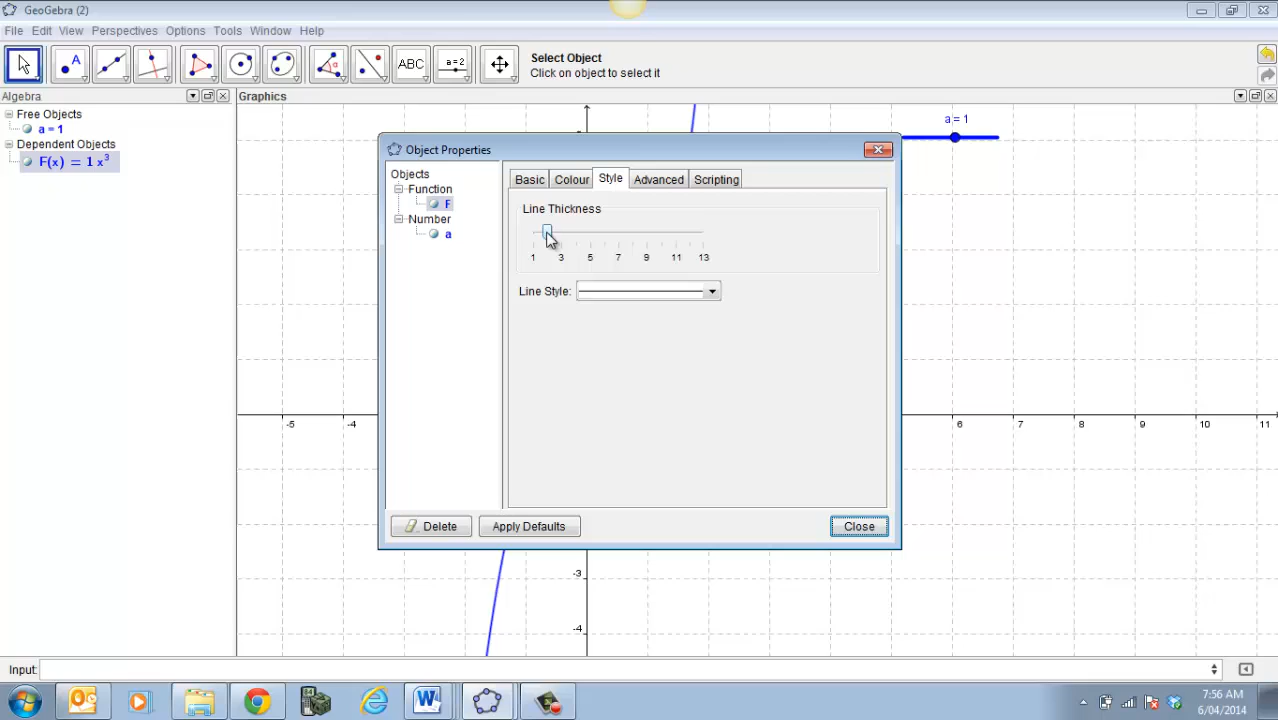 GeoGebra (2)
File Edit View Perspectives Options Tools Window Help
A
ABC
a=2
Select Object
Click on object to select it
Algebra
Graphics
Free Objects
a = 1
Dependent Objects
F(x) = 1 x³
a = 1
Object Properties
Objects
Function
F
Number
a
Basic Colour Style Advanced Scripting
Line Thickness
1 3 5 7 9 11 13
Line Style:
-5 -4 6 7 8 9 10 11
-3
-4
Delete Apply Defaults Close
Input:
7:56 AM
6/04/2014